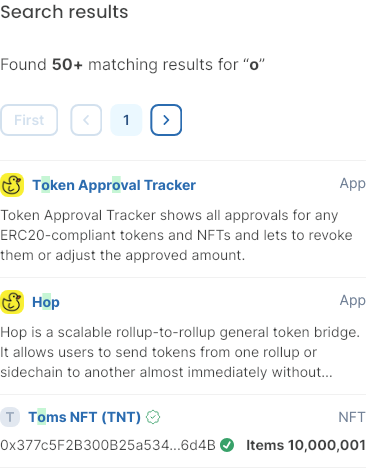 Search results
Found 50+ matching results for “o”
First
1
Token Approval Tracker App
Token Approval Tracker shows all approvals for any
ERC20-compliant tokens and NFTs and lets to revoke
them or adjust the approved amount.
Hop App
Hop is a scalable rollup-to-rollup general token bridge.
It allows users to send tokens from one rollup or
sidechain to another almost immediately without...
T Toms NFT (TNT) NFT
0x377c5F2B300B25a534...6d4B Items 10,000,001